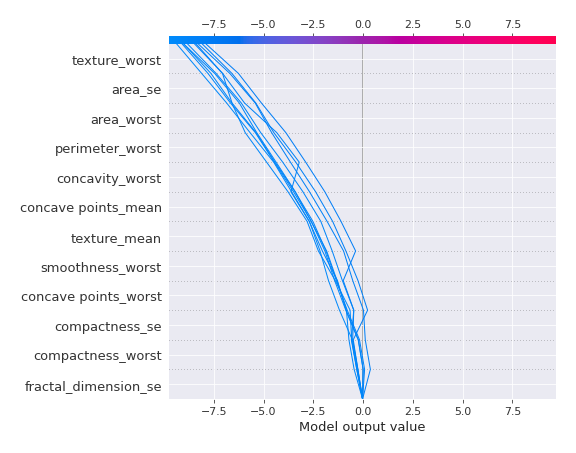 −7.5 −5.0 −2.5 0.0 2.5 5.0 7.5
texture_worst
area_se
area_worst
perimeter_worst
concavity_worst
concave points_mean
texture_mean
smoothness_worst
concave points_worst
compactness_se
compactness_worst
fractal_dimension_se
−7.5 −5.0 −2.5 0.0 2.5 5.0 7.5
Model output value